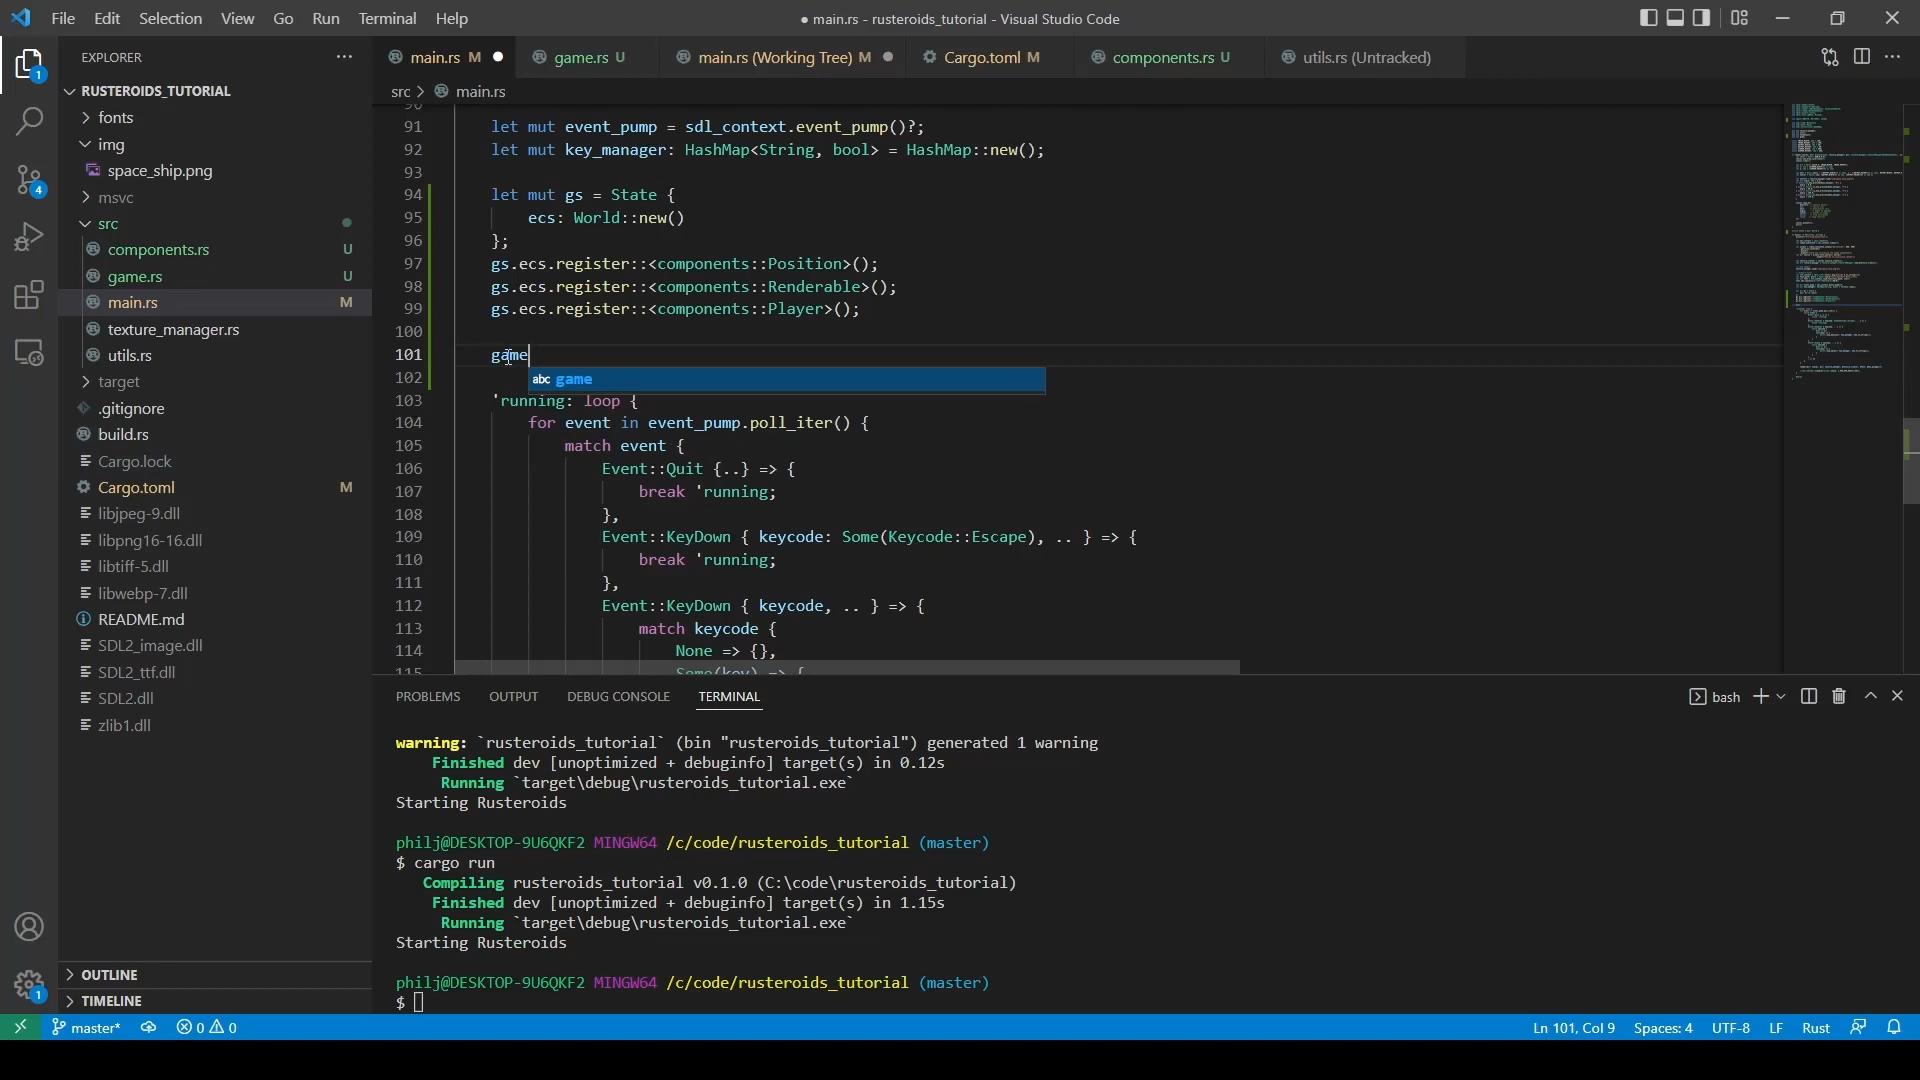 File Edit Selection View Go Run Terminal Help
● main.rs - rusteroids_tutorial - Visual Studio Code
EXPLORER
main.rs M
game.rs U
main.rs (Working Tree) M
Cargo.toml M
components.rs U
utils.rs (Untracked)
src > main.rs
RUSTEROIDS_TUTORIAL
fonts
img
space_ship.png
msvc
src
components.rs U
game.rs U
main.rs M
texture_manager.rs
utils.rs
target
.gitignore
build.rs
Cargo.lock
Cargo.toml M
libjpeg-9.dll
libpng16-16.dll
libtiff-5.dll
libwebp-7.dll
README.md
SDL2_image.dll
SDL2_ttf.dll
SDL2.dll
zlib1.dll
OUTLINE
TIMELINE
1
4
1
90
91 let mut event_pump = sdl_context.event_pump()?;
92 let mut key_manager: HashMap<String, bool> = HashMap::new();
93
94 let mut gs = State {
95 ecs: World::new()
96 };
97 gs.ecs.register::<components::Position>();
98 gs.ecs.register::<components::Renderable>();
99 gs.ecs.register::<components::Player>();
100
101 game
102
abc game
103 'running: loop {
104 for event in event_pump.poll_iter() {
105 match event {
106 Event::Quit {..} => {
107 break 'running;
108 },
109 Event::KeyDown { keycode: Some(Keycode::Escape), .. } => {
110 break 'running;
111 },
112 Event::KeyDown { keycode, .. } => {
113 match keycode {
114 None => {},
115 Some(key) => {
PROBLEMS OUTPUT DEBUG CONSOLE TERMINAL
bash
warning: `rusteroids_tutorial` (bin "rusteroids_tutorial") generated 1 warning
Finished dev [unoptimized + debuginfo] target(s) in 0.12s
Running `target\debug\rusteroids_tutorial.exe`
Starting Rusteroids
philj@DESKTOP-9U6QKF2 MINGW64 /c/code/rusteroids_tutorial (master)
$ cargo run
Compiling rusteroids_tutorial v0.1.0 (C:\code\rusteroids_tutorial)
Finished dev [unoptimized + debuginfo] target(s) in 1.15s
Running `target\debug\rusteroids_tutorial.exe`
Starting Rusteroids
philj@DESKTOP-9U6QKF2 MINGW64 /c/code/rusteroids_tutorial (master)
$
master* 0 0
Ln 101, Col 9 Spaces: 4 UTF-8 LF Rust